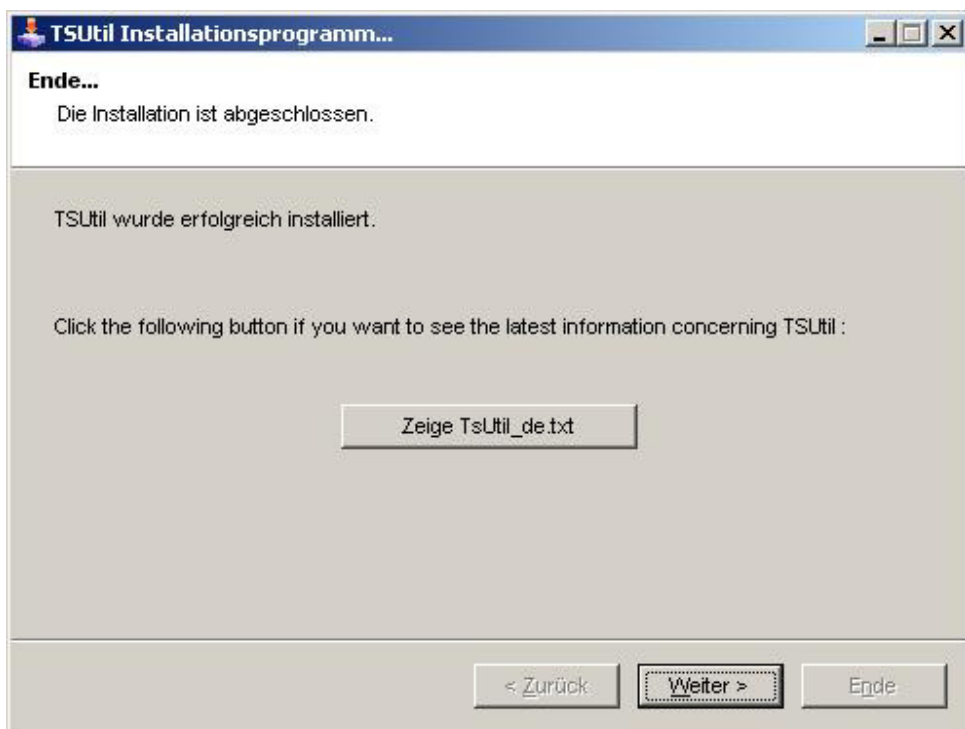 TSUtil Installationsprogramm...
Ende...
Die Installation ist abgeschlossen.
TSUtil wurde erfolgreich installiert.
Click the following button if you want to see the latest information concerning TSUtil :
Zeige TsUtil_de.txt
< Zurück Weiter > Ende